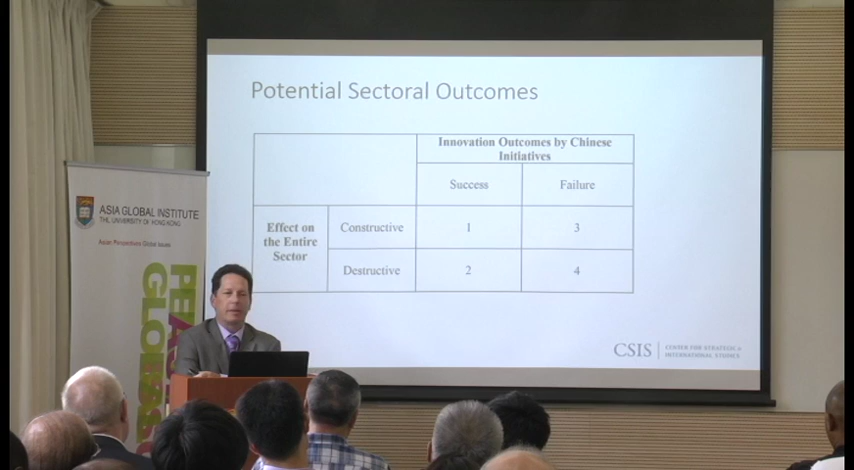 Potential Sectoral Outcomes
Innovation Outcomes by Chinese
Initiatives
Success
Failure
Effect on
the Entire
Sector
Constructive
1
3
Destructive
2
4
CSIS
CENTER FOR STRATEGIC &
INTERNATIONAL STUDIES
ASIA GLOBAL INSTITUTE
THE UNIVERSITY OF HONG KONG
Asian Perspectives Global Issues